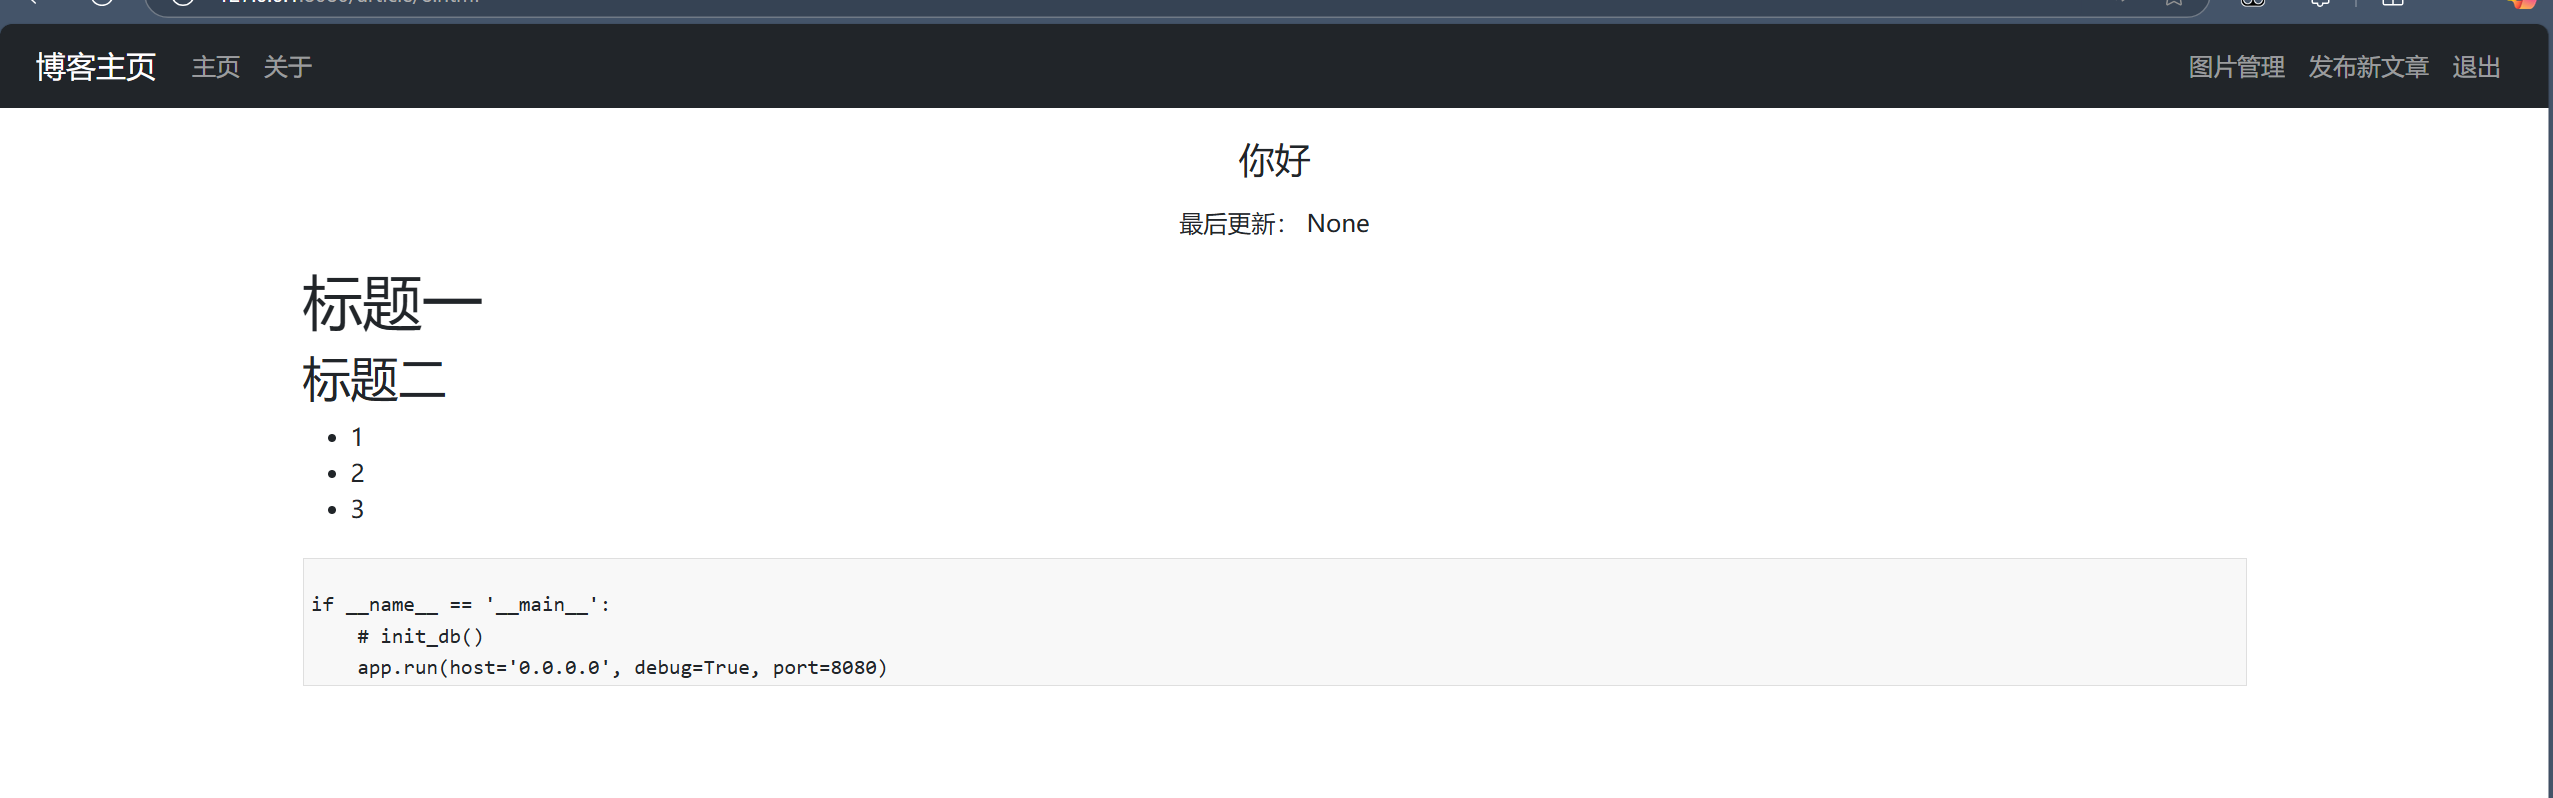 博客主页 主页 关于 图片管理 发布新文章 退出
你好
最后更新： None
标题一
标题二
• 1
• 2
• 3
if __name__ == '__main__':
    # init_db()
    app.run(host='0.0.0.0', debug=True, port=8080)